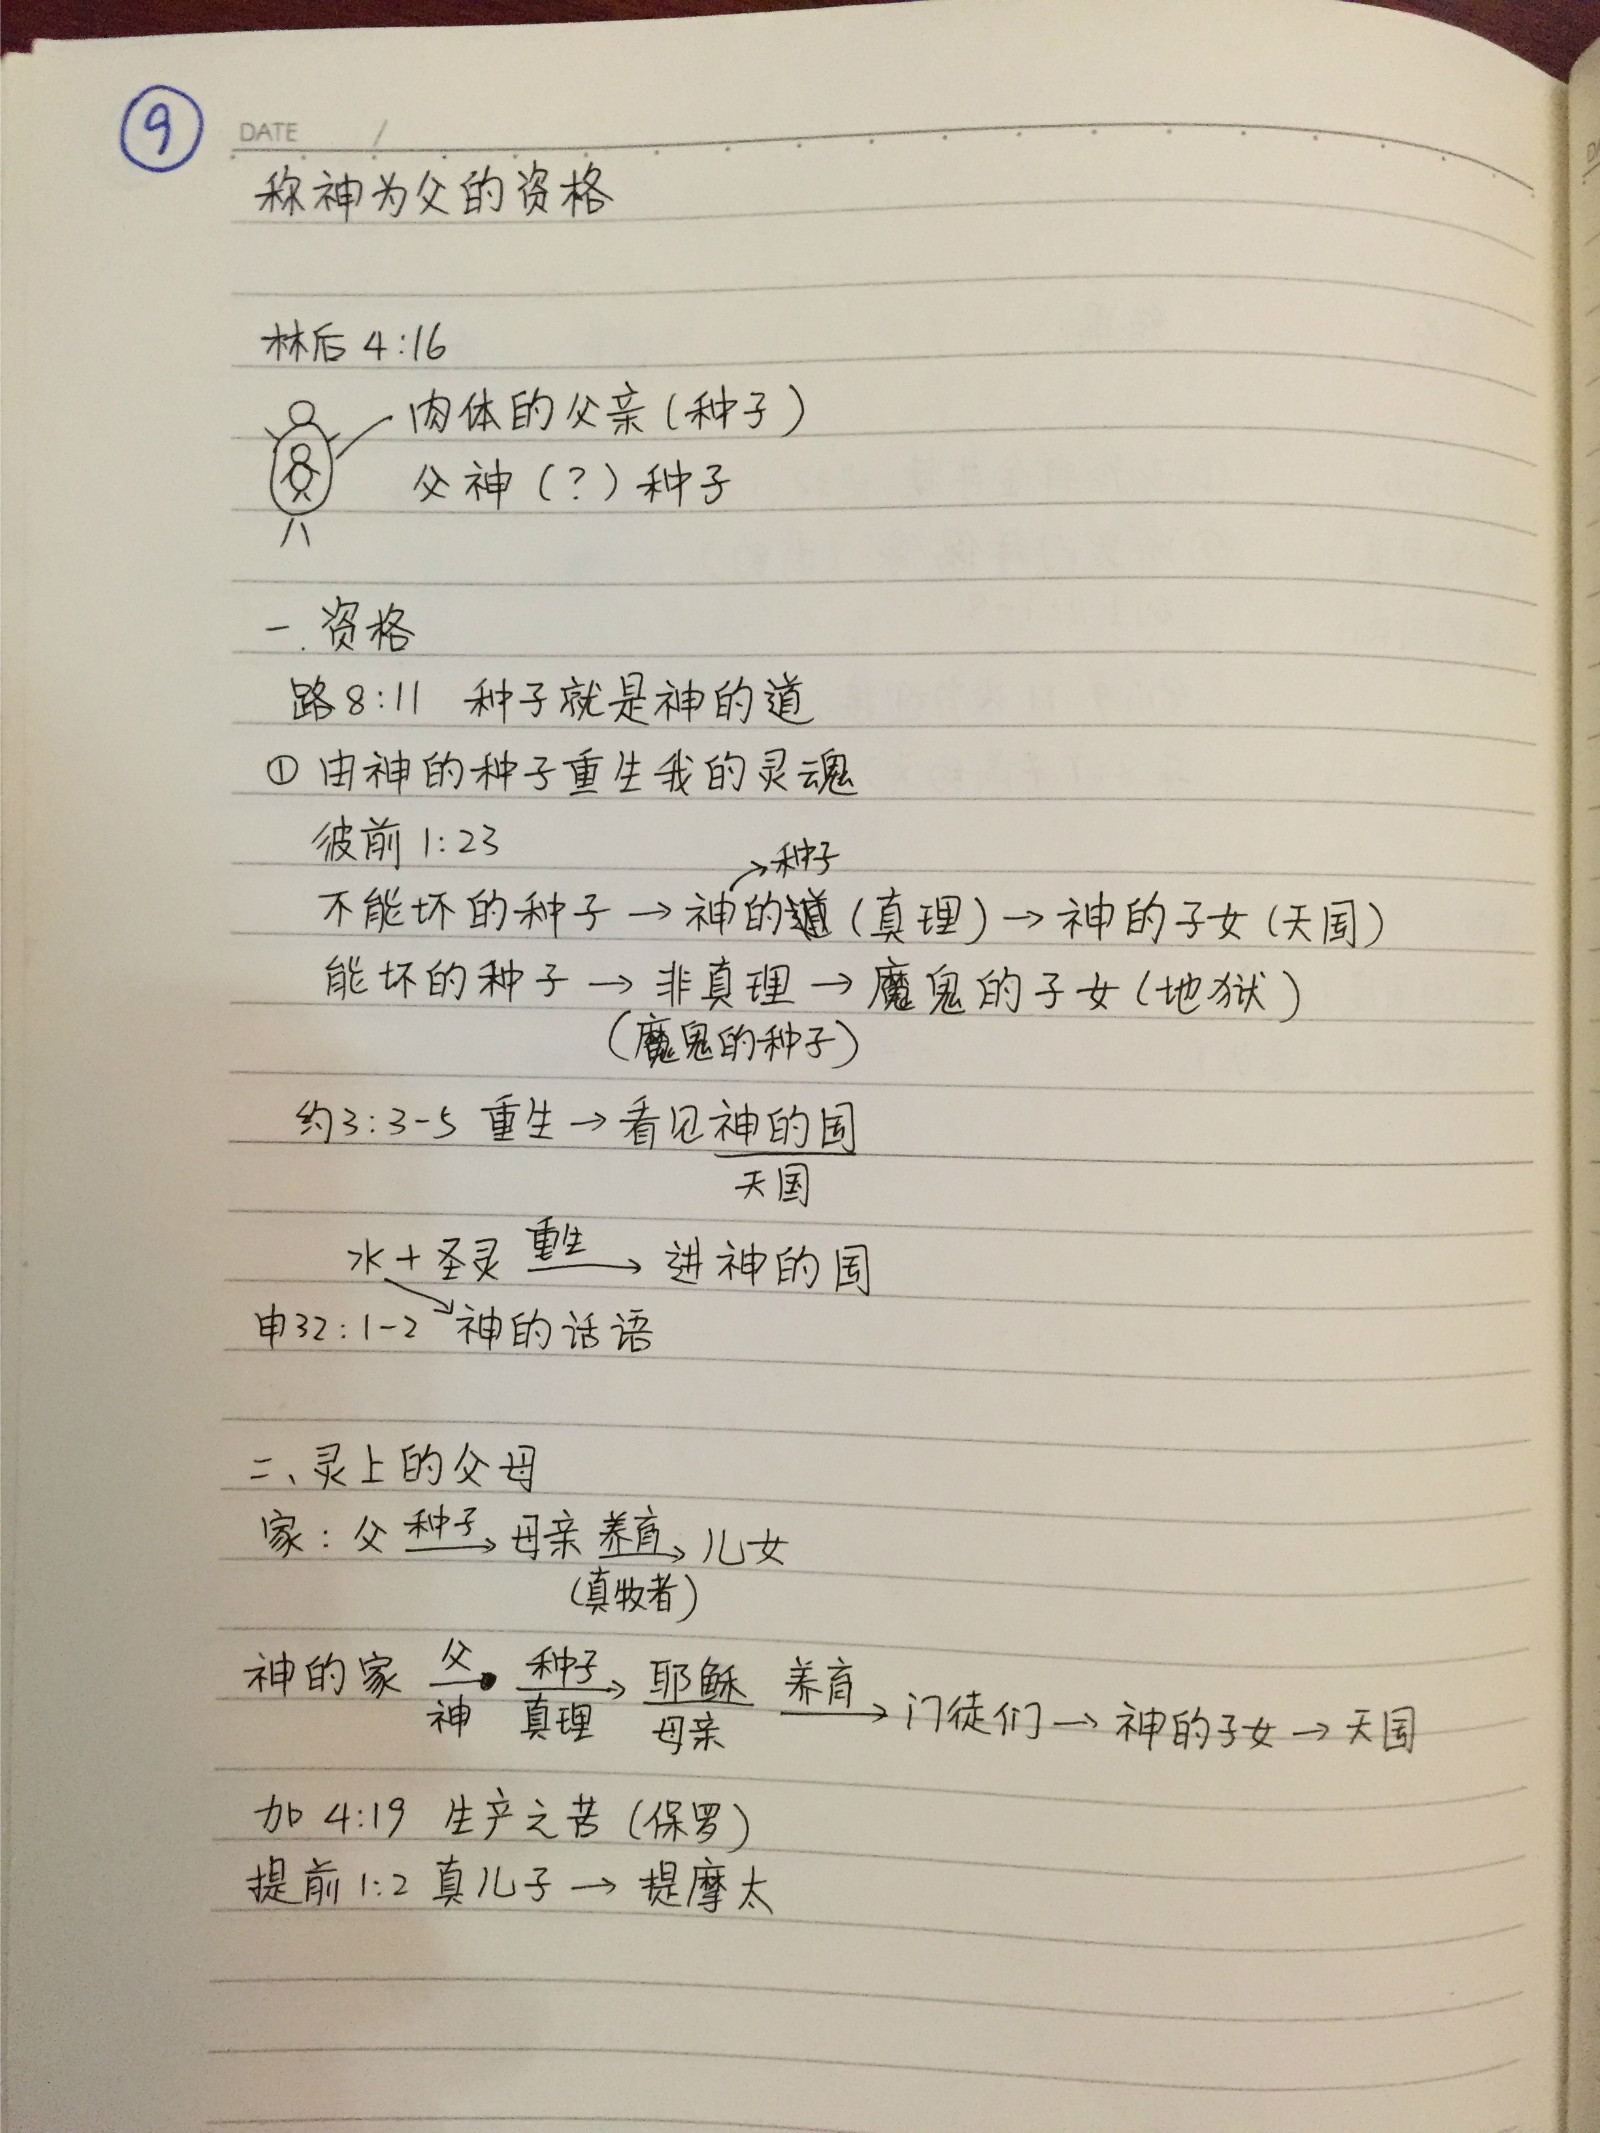 9
DATE /
称神为父的资格
林后 4:16
肉体的父亲(种子)
父神(?)种子
一.资格
路8:11 种子就是神的道
① 由神的种子重生我的灵魂
彼前 1:23
种子
不能坏的种子→神的道(真理)→神的子女(天国)
能坏的种子→非真理→魔鬼的子女(地狱)
(魔鬼的种子)
约3:3-5 重生→看见神的国
天国
水+圣灵 重生→ 进神的国
申32:1-2 神的话语
二、灵上的父母
家: 父 种子→ 母亲 养育→ 儿女
(真牧者)
神的家 父 种子→ 耶稣 养育→ 门徒们→神的子女→天国
神 真理 母亲
加 4:19 生产之苦(保罗)
提前1:2 真儿子→提摩太